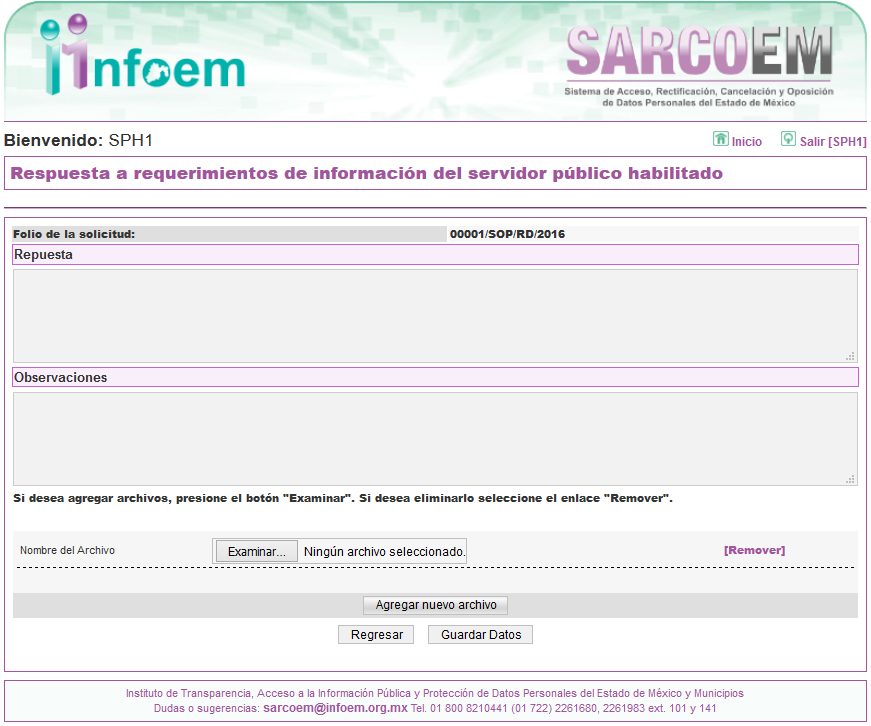 infoem
SARCOEM
Sistema de Acceso, Rectificación, Cancelación y Oposición
de Datos Personales del Estado de México
Bienvenido: SPH1
Inicio
Salir [SPH1]
Respuesta a requerimientos de información del servidor público habilitado
Folio de la solicitud: 00001/SOP/RD/2016
Repuesta
Observaciones
Si desea agregar archivos, presione el botón "Examinar". Si desea eliminarlo seleccione el enlace "Remover".
Nombre del Archivo Examinar... Ningún archivo seleccionado. [Remover]
Agregar nuevo archivo
Regresar Guardar Datos
Instituto de Transparencia, Acceso a la Información Pública y Protección de Datos Personales del Estado de México y Municipios
Dudas o sugerencias: sarcoem@infoem.org.mx Tel. 01 800 8210441 (01 722) 2261680, 2261983 ext. 101 y 141